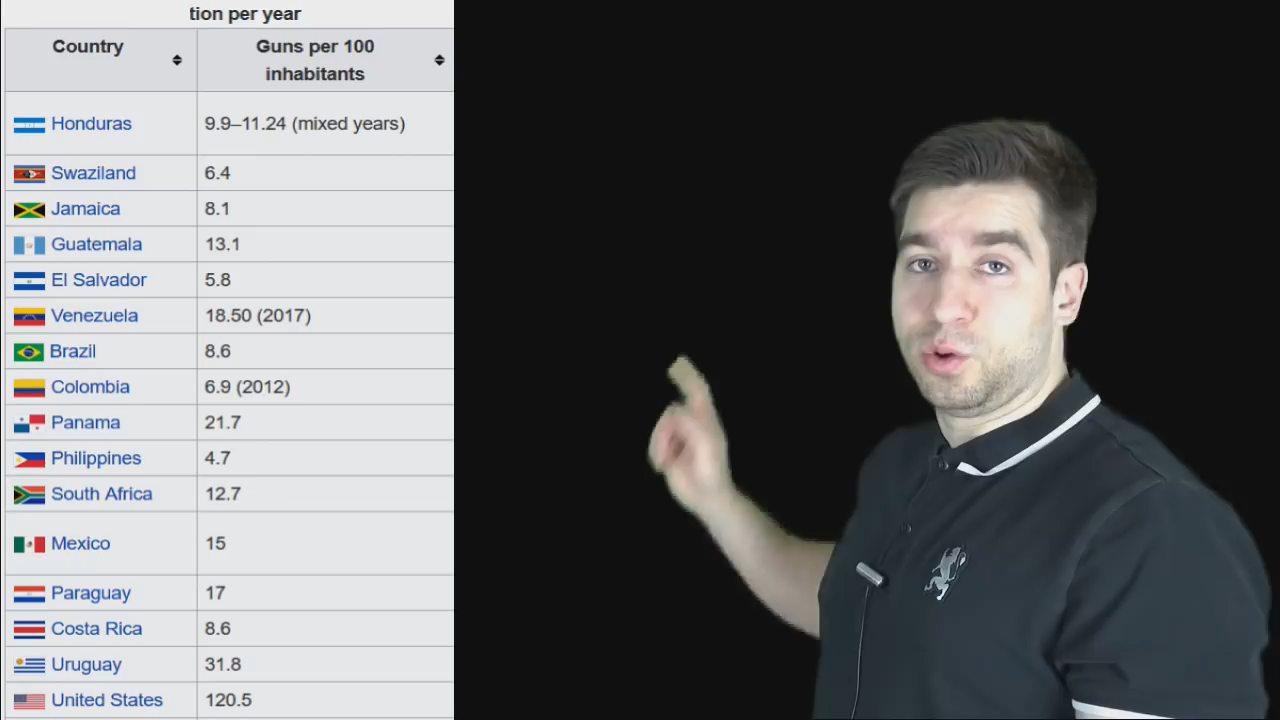 tion per year
Country Guns per 100
inhabitants
Honduras 9.9–11.24 (mixed years)
Swaziland 6.4
Jamaica 8.1
Guatemala 13.1
El Salvador 5.8
Venezuela 18.50 (2017)
Brazil 8.6
Colombia 6.9 (2012)
Panama 21.7
Philippines 4.7
South Africa 12.7
Mexico 15
Paraguay 17
Costa Rica 8.6
Uruguay 31.8
United States 120.5